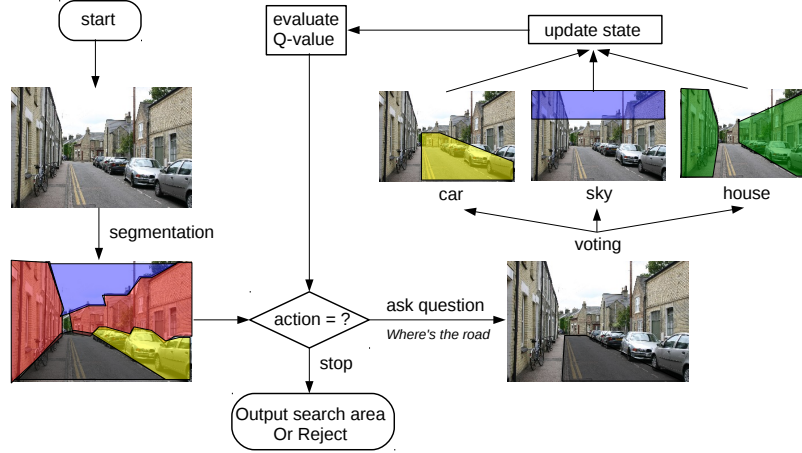 start
evaluate
Q-value
update state
car
sky
house
segmentation
voting
action = ?
ask question
Where's the road
stop
Output search area
Or Reject